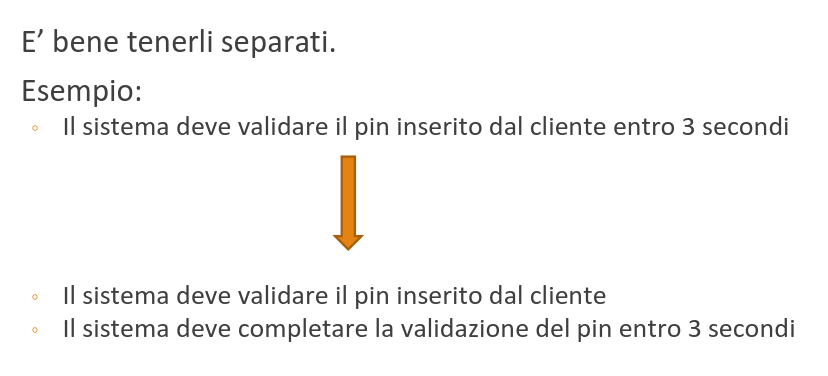 E’ bene tenerli separati.
Esempio:
◦ Il sistema deve validare il pin inserito dal cliente entro 3 secondi
◦ Il sistema deve validare il pin inserito dal cliente
◦ Il sistema deve completare la validazione del pin entro 3 secondi